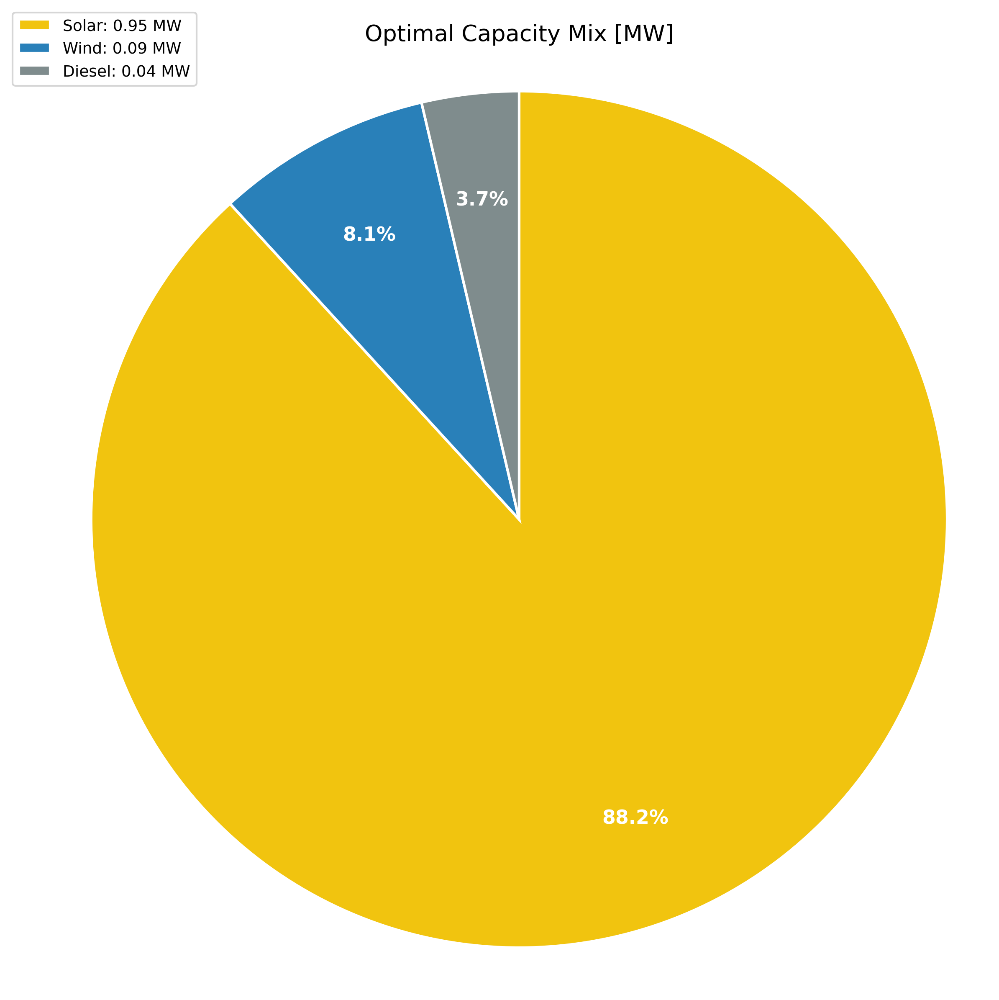 Solar: 0.95 MW
Wind: 0.09 MW
Diesel: 0.04 MW
Optimal Capacity Mix [MW]
3.7%
8.1%
88.2%